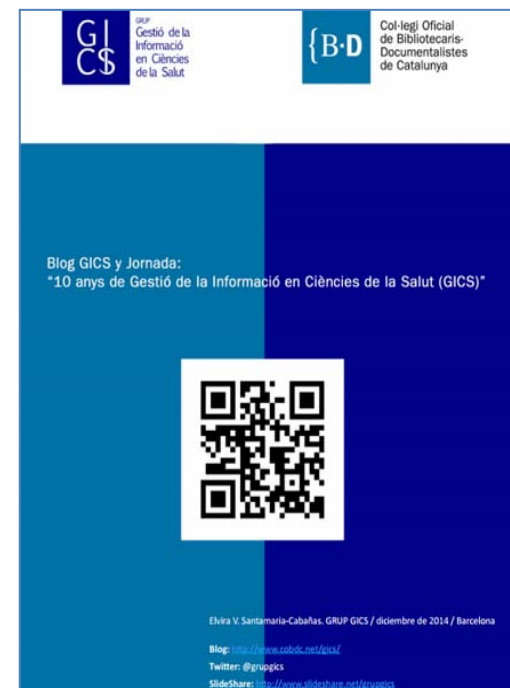 GRUP
GICS
Gestió de la
Informació
en Ciències
de la Salut
{B·D
Col·legi Oficial
de Bibliotecaris-
Documentalistes
de Catalunya
Blog GICS y Jornada:
"10 anys de Gestió de la Informació en Ciències de la Salut (GICS)"
Elvira V. Santamaria-Cabañas. GRUP GICS / diciembre de 2014 / Barcelona
Blog: http://www.cobdc.net/gics/
Twitter: @grupgics
SlideShare: http://www.slideshare.net/grupgics